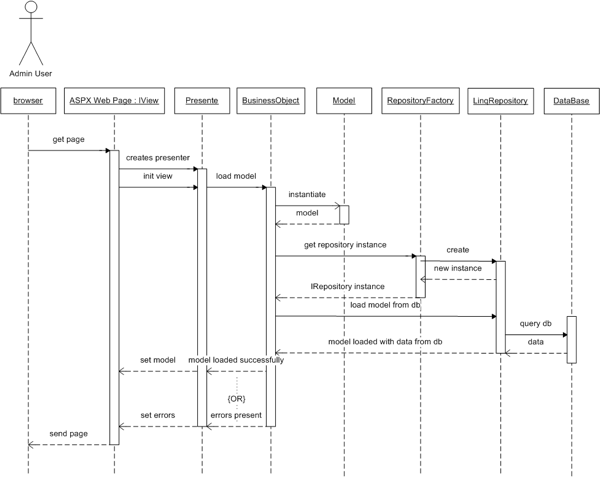 Admin User
browser
ASPX Web Page : IView
Presente
BusinessObject
Model
RepositoryFactory
LinqRepository
DataBase
get page
creates presenter
init view
load model
instantiate
model
get repository instance
create
new instance
IRepository instance
load model from db
query db
model loaded with data from db
data
set model
model loaded successfully
{OR}
set errors
errors present
send page